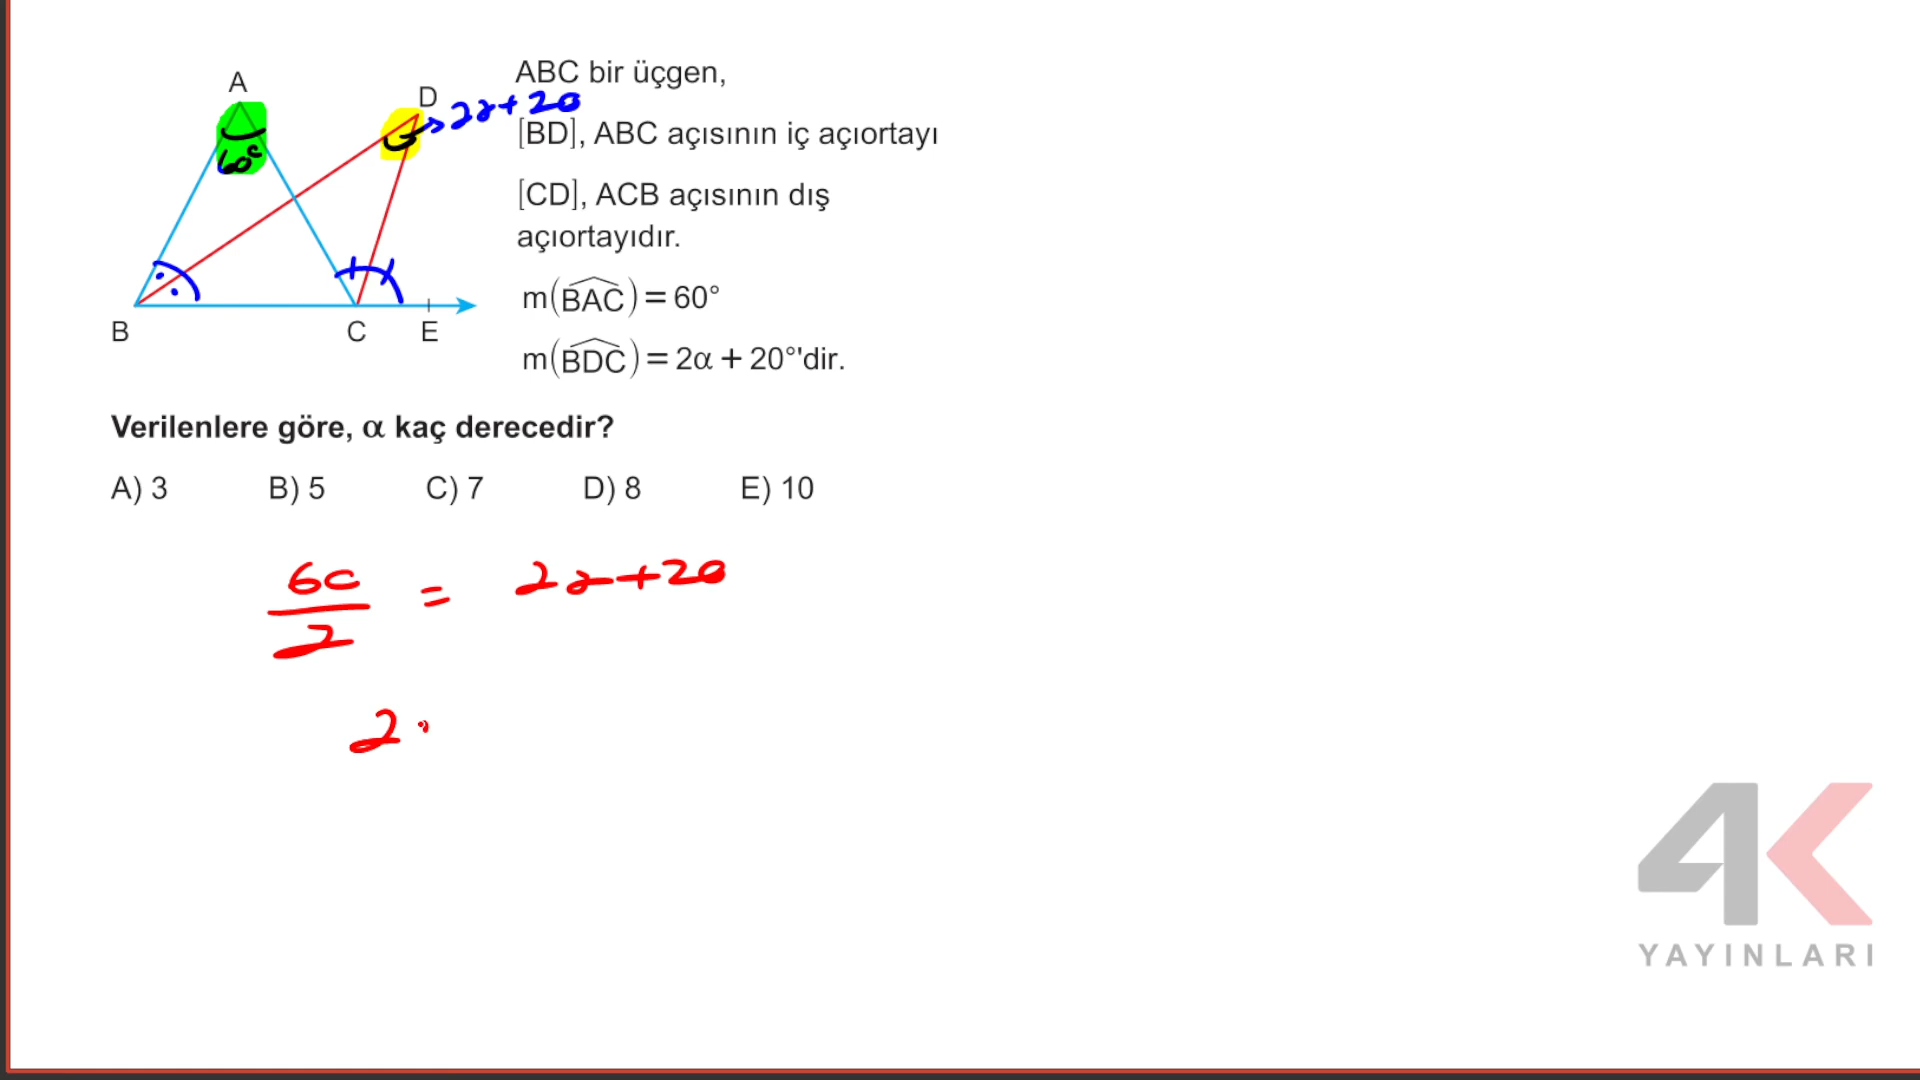 A
D
2α+20
60°
B
C
E
ABC bir üçgen,
[BD], ABC açısının iç açıortayı
[CD], ACB açısının dış
açıortayıdır.
m(BAC) = 60°
m(BDC) = 2α + 20°'dir.
Verilenlere göre, α kaç derecedir?
A) 3 B) 5 C) 7 D) 8 E) 10
60/2 = 2α+20
2
4K
YAYINLARI